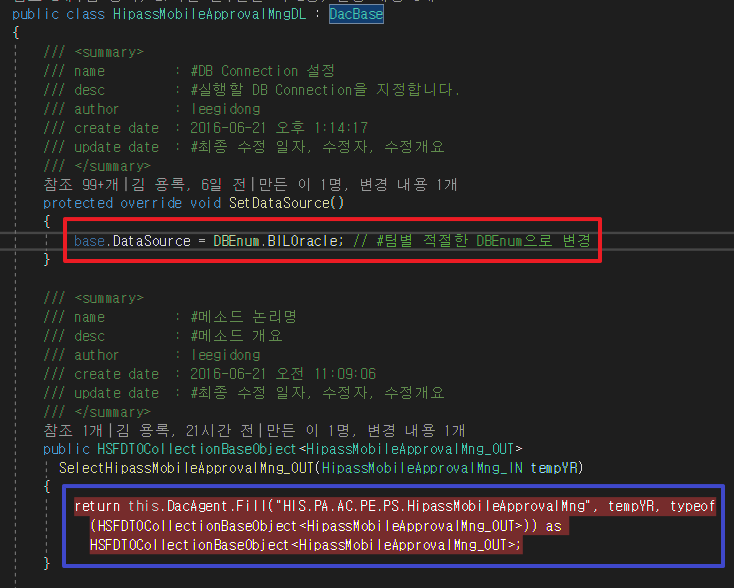 public class HipassMobileApprovalMngDL : DacBase
{
/// <summary>
/// name : #DB Connection 설정
/// desc : #실행할 DB Connection을 지정합니다.
/// author : leegidong
/// create date : 2016-06-21 오후 1:14:17
/// update date : #최종 수정 일자, 수정자, 수정개요
/// </summary>
참조 99+개|김 용록, 6일 전|만든 이 1명, 변경 내용 1개
protected override void SetDataSource()
{
base.DataSource = DBEnum.BILOracle; // #팀별 적절한 DBEnum으로 변경
}
/// <summary>
/// name : #메소드 논리명
/// desc : #메소드 개요
/// author : leegidong
/// create date : 2016-06-21 오전 11:09:06
/// update date : #최종 수정 일자, 수정자, 수정개요
/// </summary>
참조 1개|김 용록, 21시간 전|만든 이 1명, 변경 내용 1개
public HSFDTOCollectionBaseObject<HipassMobileApprovalMng_OUT>
SelectHipassMobileApprovalMng_OUT(HipassMobileApprovalMng_IN tempYR)
{
return this.DacAgent.Fill("HIS.PA.AC.PE.PS.HipassMobileApprovalMng", tempYR, typeof
(HSFDTOCollectionBaseObject<HipassMobileApprovalMng_OUT>)) as
HSFDTOCollectionBaseObject<HipassMobileApprovalMng_OUT>;
}